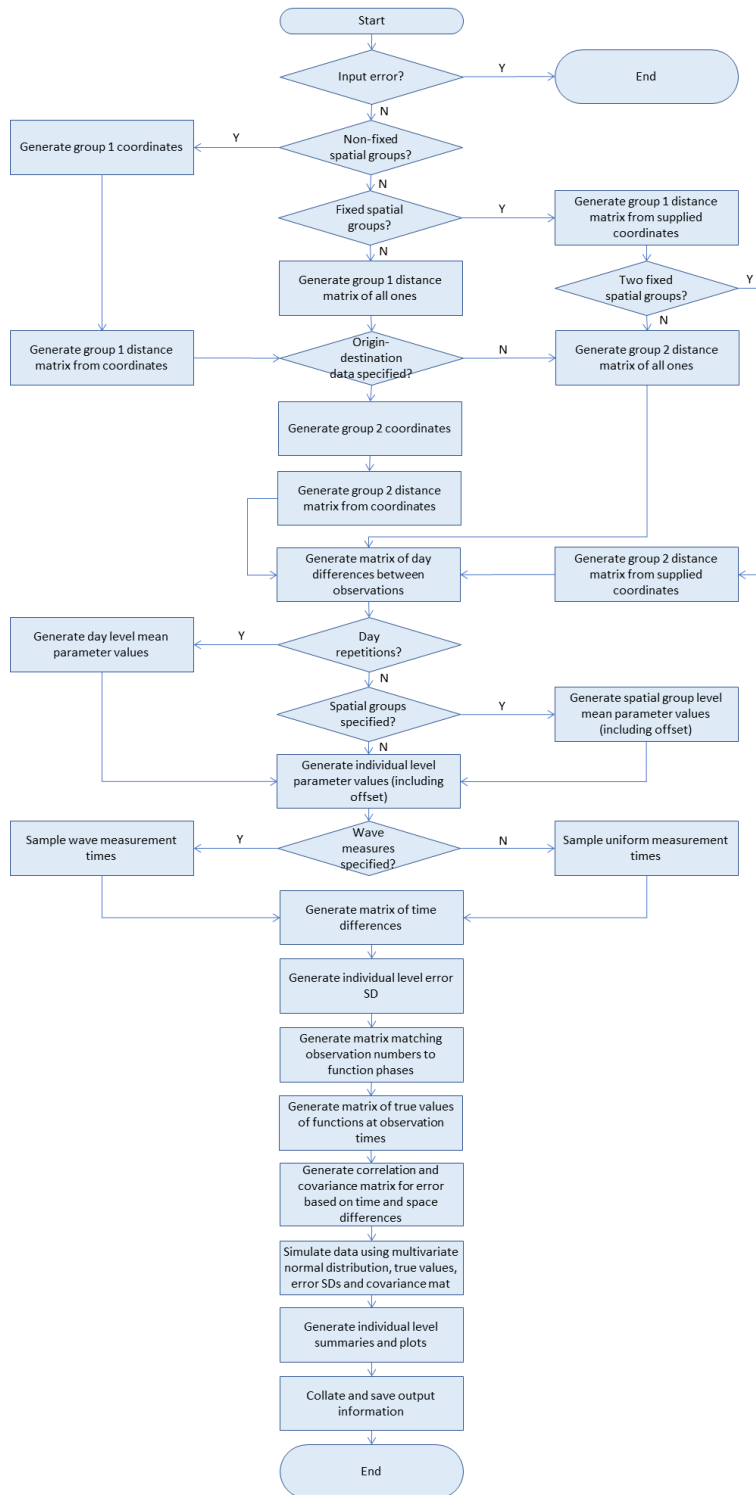 Start
Input error?
Y
End
N
Generate group 1 coordinates
Y
Non-fixed
spatial groups?
N
Fixed spatial
groups?
Y
Generate group 1 distance
matrix from supplied
coordinates
N
Generate group 1 distance
matrix of all ones
Two fixed
spatial groups?
Y
N
Generate group 1 distance
matrix from coordinates
Origin-
destination
data specified?
N
Generate group 2 distance
matrix of all ones
Generate group 2 coordinates
Generate group 2 distance
matrix from coordinates
Generate matrix of day
differences between
observations
Generate group 2 distance
matrix from supplied
coordinates
Generate day level mean
parameter values
Y
Day
repetitions?
N
Spatial groups
specified?
Y
Generate spatial group level
mean parameter values
(including offset)
N
Generate individual level
parameter values (including
offset)
Sample wave measurement
times
Y
Wave
measures
specified?
N
Sample uniform measurement
times
Generate matrix of time
differences
Generate individual level error
SD
Generate matrix matching
observation numbers to
function phases
Generate matrix of true values
of functions at observation
times
Generate correlation and
covariance matrix for error
based on time and space
differences
Simulate data using multivariate
normal distribution, true values,
error SDs and covariance mat
Generate individual level
summaries and plots
Collate and save output
information
End